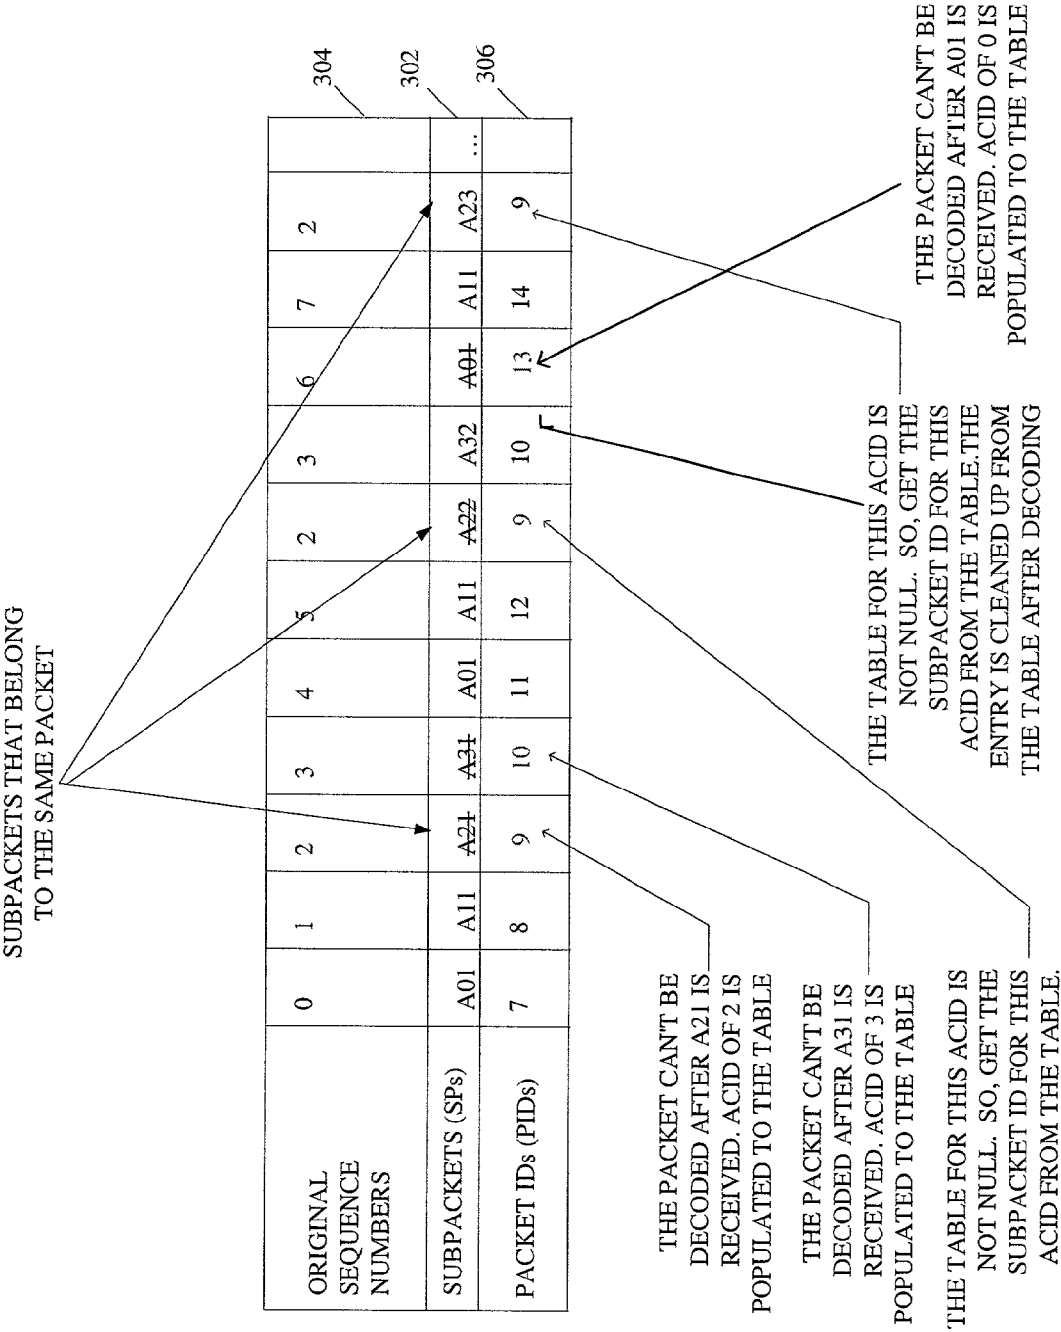 SUBPACKETS THAT BELONG
TO THE SAME PACKET
304
302
306
ORIGINAL
SEQUENCE
NUMBERS
0 1 2 3 4 5 2 3 6 7 2
SUBPACKETS (SPs) A01 A11 A21 A31 A01 A11 A22 A32 A01 A11 A23 ...
PACKET IDs (PIDs) 7 8 9 10 11 12 9 10 13 14 9
THE PACKET CAN'T BE
DECODED AFTER A21 IS
RECEIVED. ACID OF 2 IS
POPULATED TO THE TABLE
THE PACKET CAN'T BE
DECODED AFTER A31 IS
RECEIVED. ACID OF 3 IS
POPULATED TO THE TABLE
THE TABLE FOR THIS ACID IS
NOT NULL. SO, GET THE
SUBPACKET ID FOR THIS
ACID FROM THE TABLE.
THE TABLE FOR THIS ACID IS
NOT NULL. SO, GET THE
SUBPACKET ID FOR THIS
ACID FROM THE TABLE.THE
ENTRY IS CLEANED UP FROM
THE TABLE AFTER DECODING
THE PACKET CAN'T BE
DECODED AFTER A01 IS
RECEIVED. ACID OF 0 IS
POPULATED TO THE TABLE